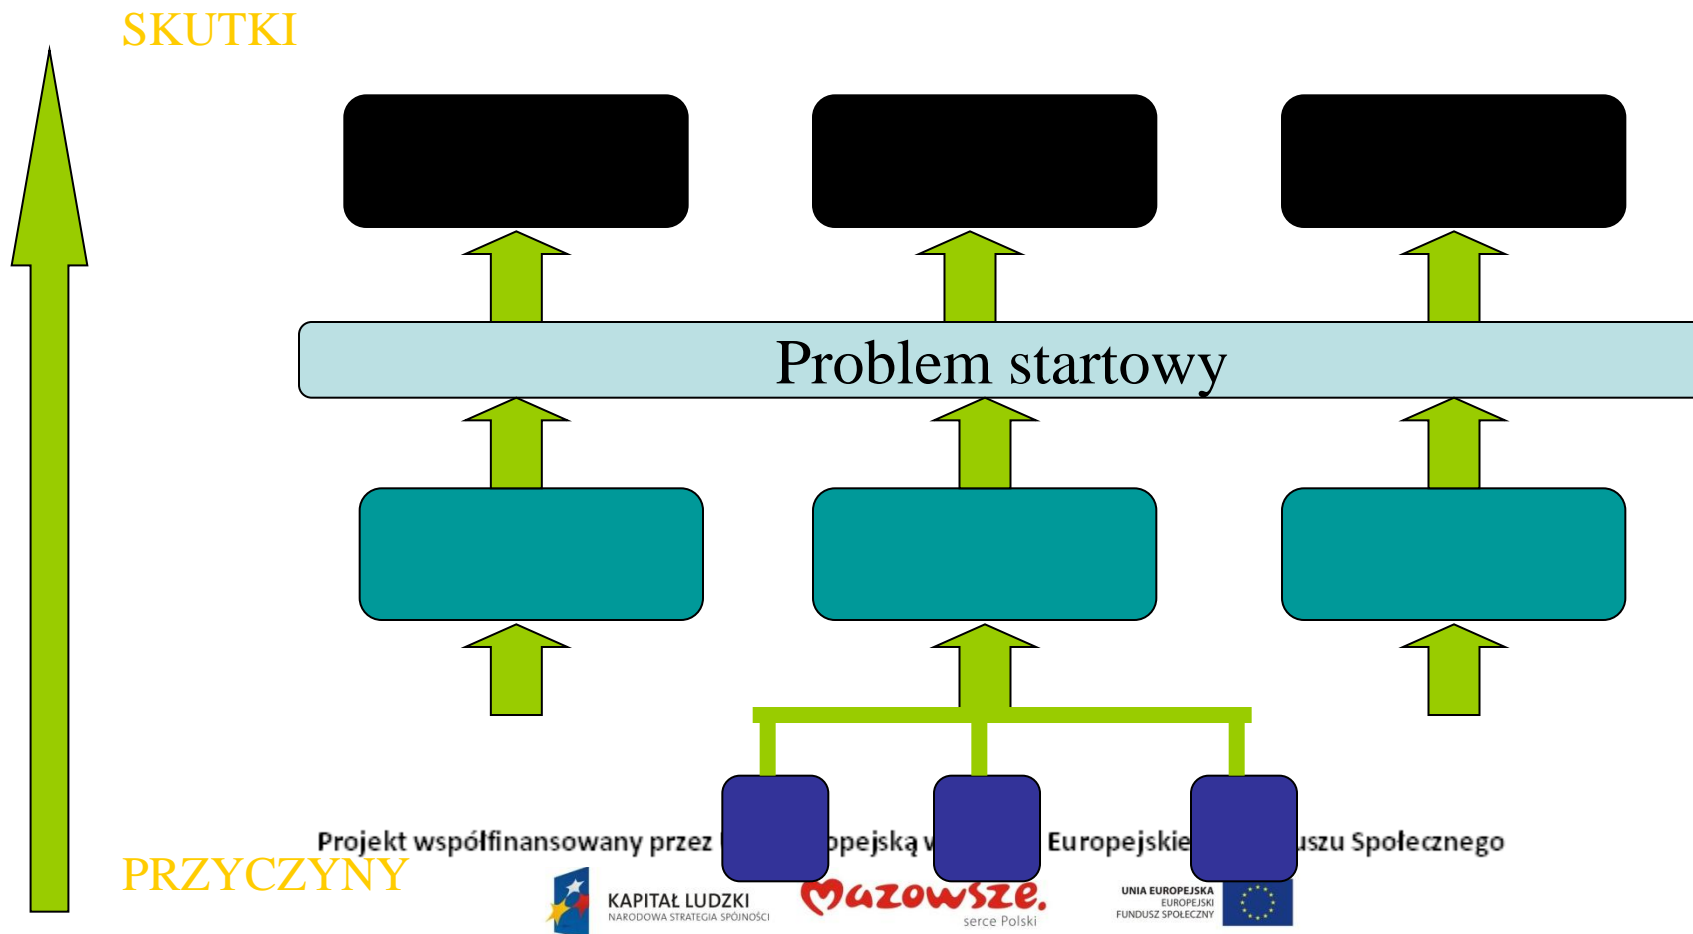 SKUTKI
Problem startowy
Projekt współfinansowany przez opejską w Europejskie uszu Społecznego
PRZYCZYNY
KAPITAŁ LUDZKI
NARODOWA STRATEGIA SPÓJNOŚCI
Mazowsze.
serce Polski
UNIA EUROPEJSKA
EUROPEJSKI
FUNDUSZ SPOŁECZNY